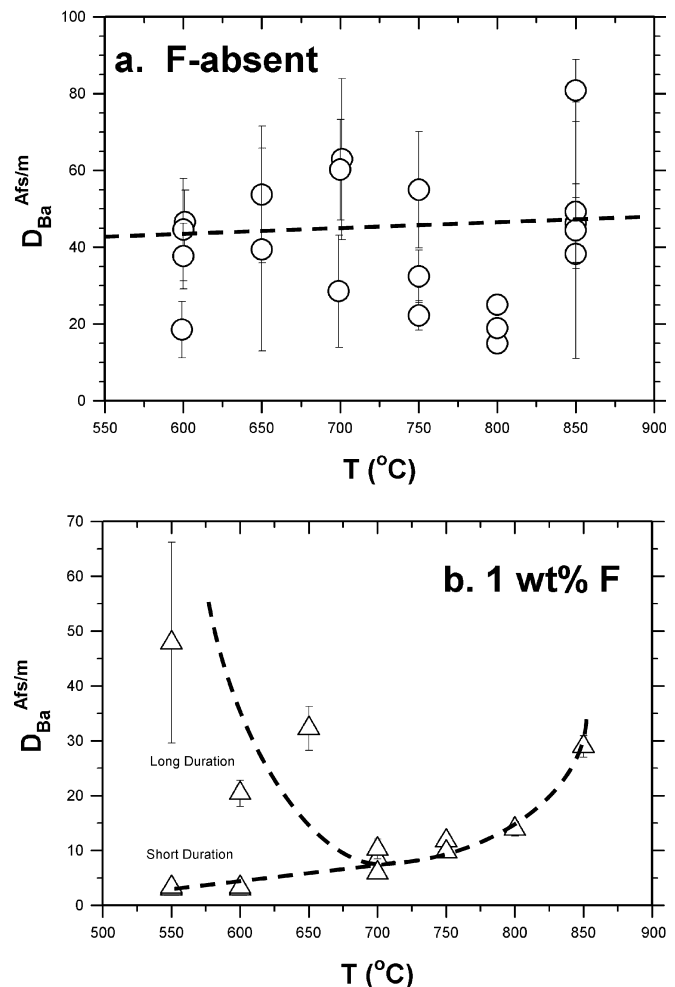 a. F-absent
D_Ba^Afs/m
100
80
60
40
20
0
550 600 650 700 750 800 850 900
T (°C)
b. 1 wt% F
D_Ba^Afs/m
70
60
50
40
30
20
10
0
Long Duration
Short Duration
500 550 600 650 700 750 800 850 900
T (°C)